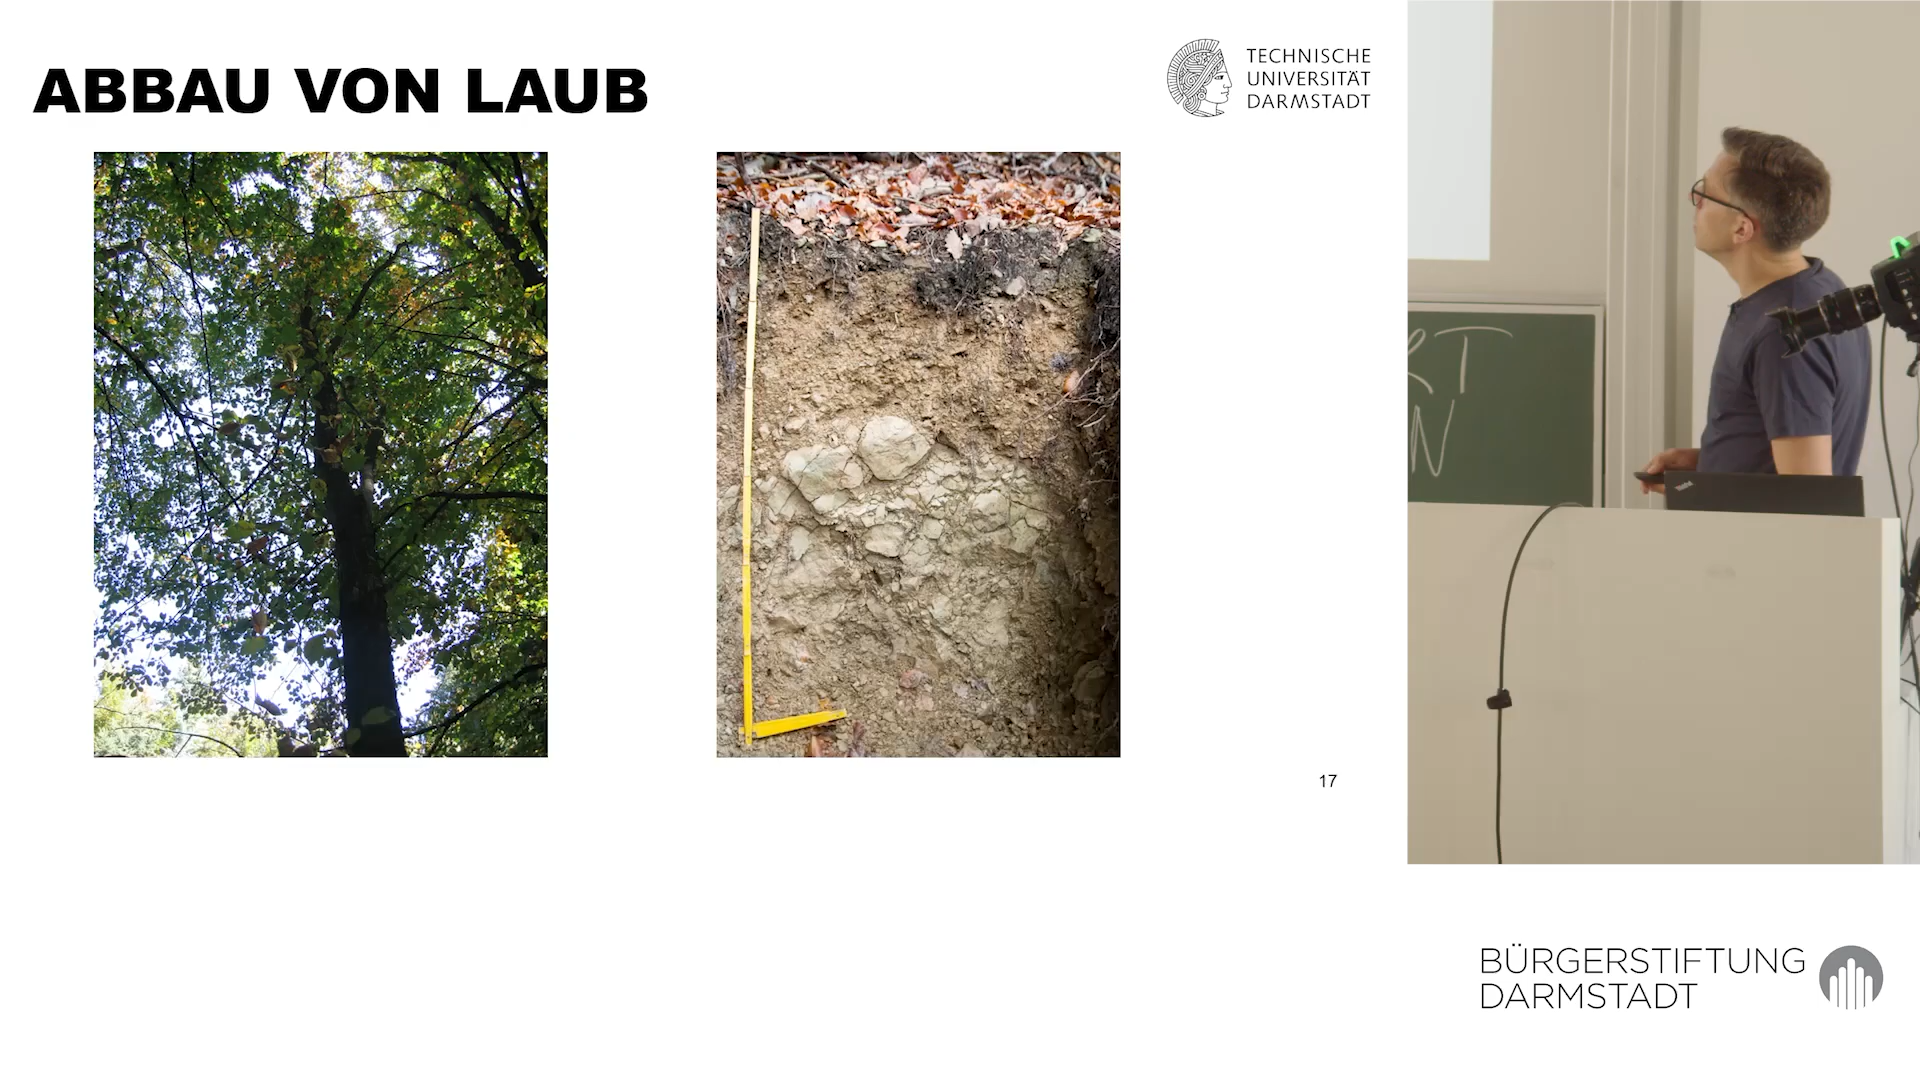 ABBAU VON LAUB
TECHNISCHE
UNIVERSITÄT
DARMSTADT
17
BÜRGERSTIFTUNG
DARMSTADT